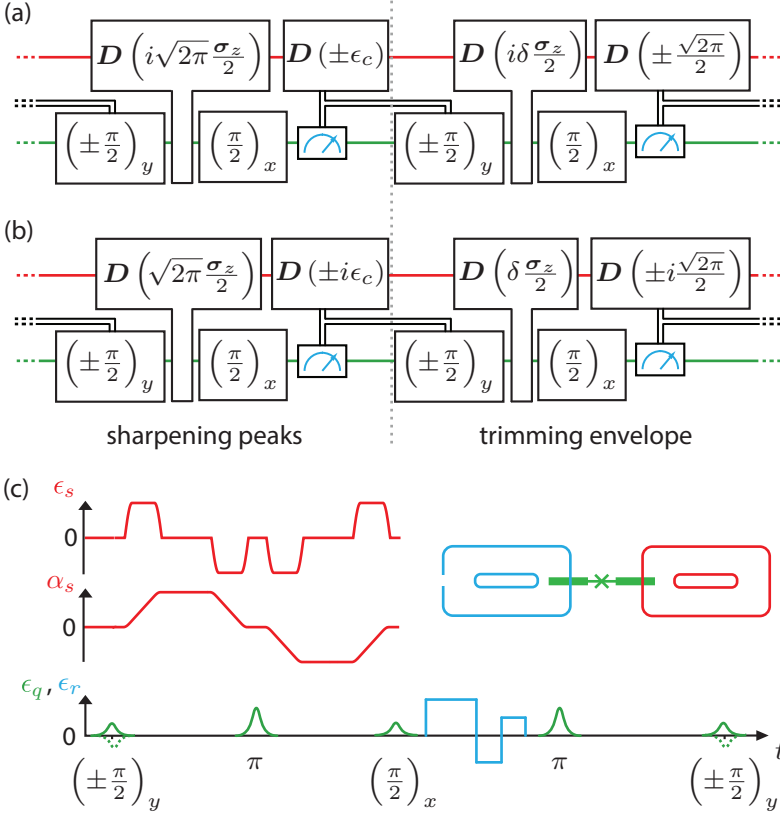 (a)
D (i√2π σz/2) D (±ϵc) D (iδ σz/2) D (± √2π/2)
(± π/2)y (π/2)x (± π/2)y (π/2)x
(b)
D (√2π σz/2) D (±iϵc) D (δ σz/2) D (±i √2π/2)
(± π/2)y (π/2)x (± π/2)y (π/2)x
sharpening peaks trimming envelope
(c)
ϵs
0
αs
0
ϵq, ϵr
0
t
(± π/2)y π (π/2)x π (± π/2)y